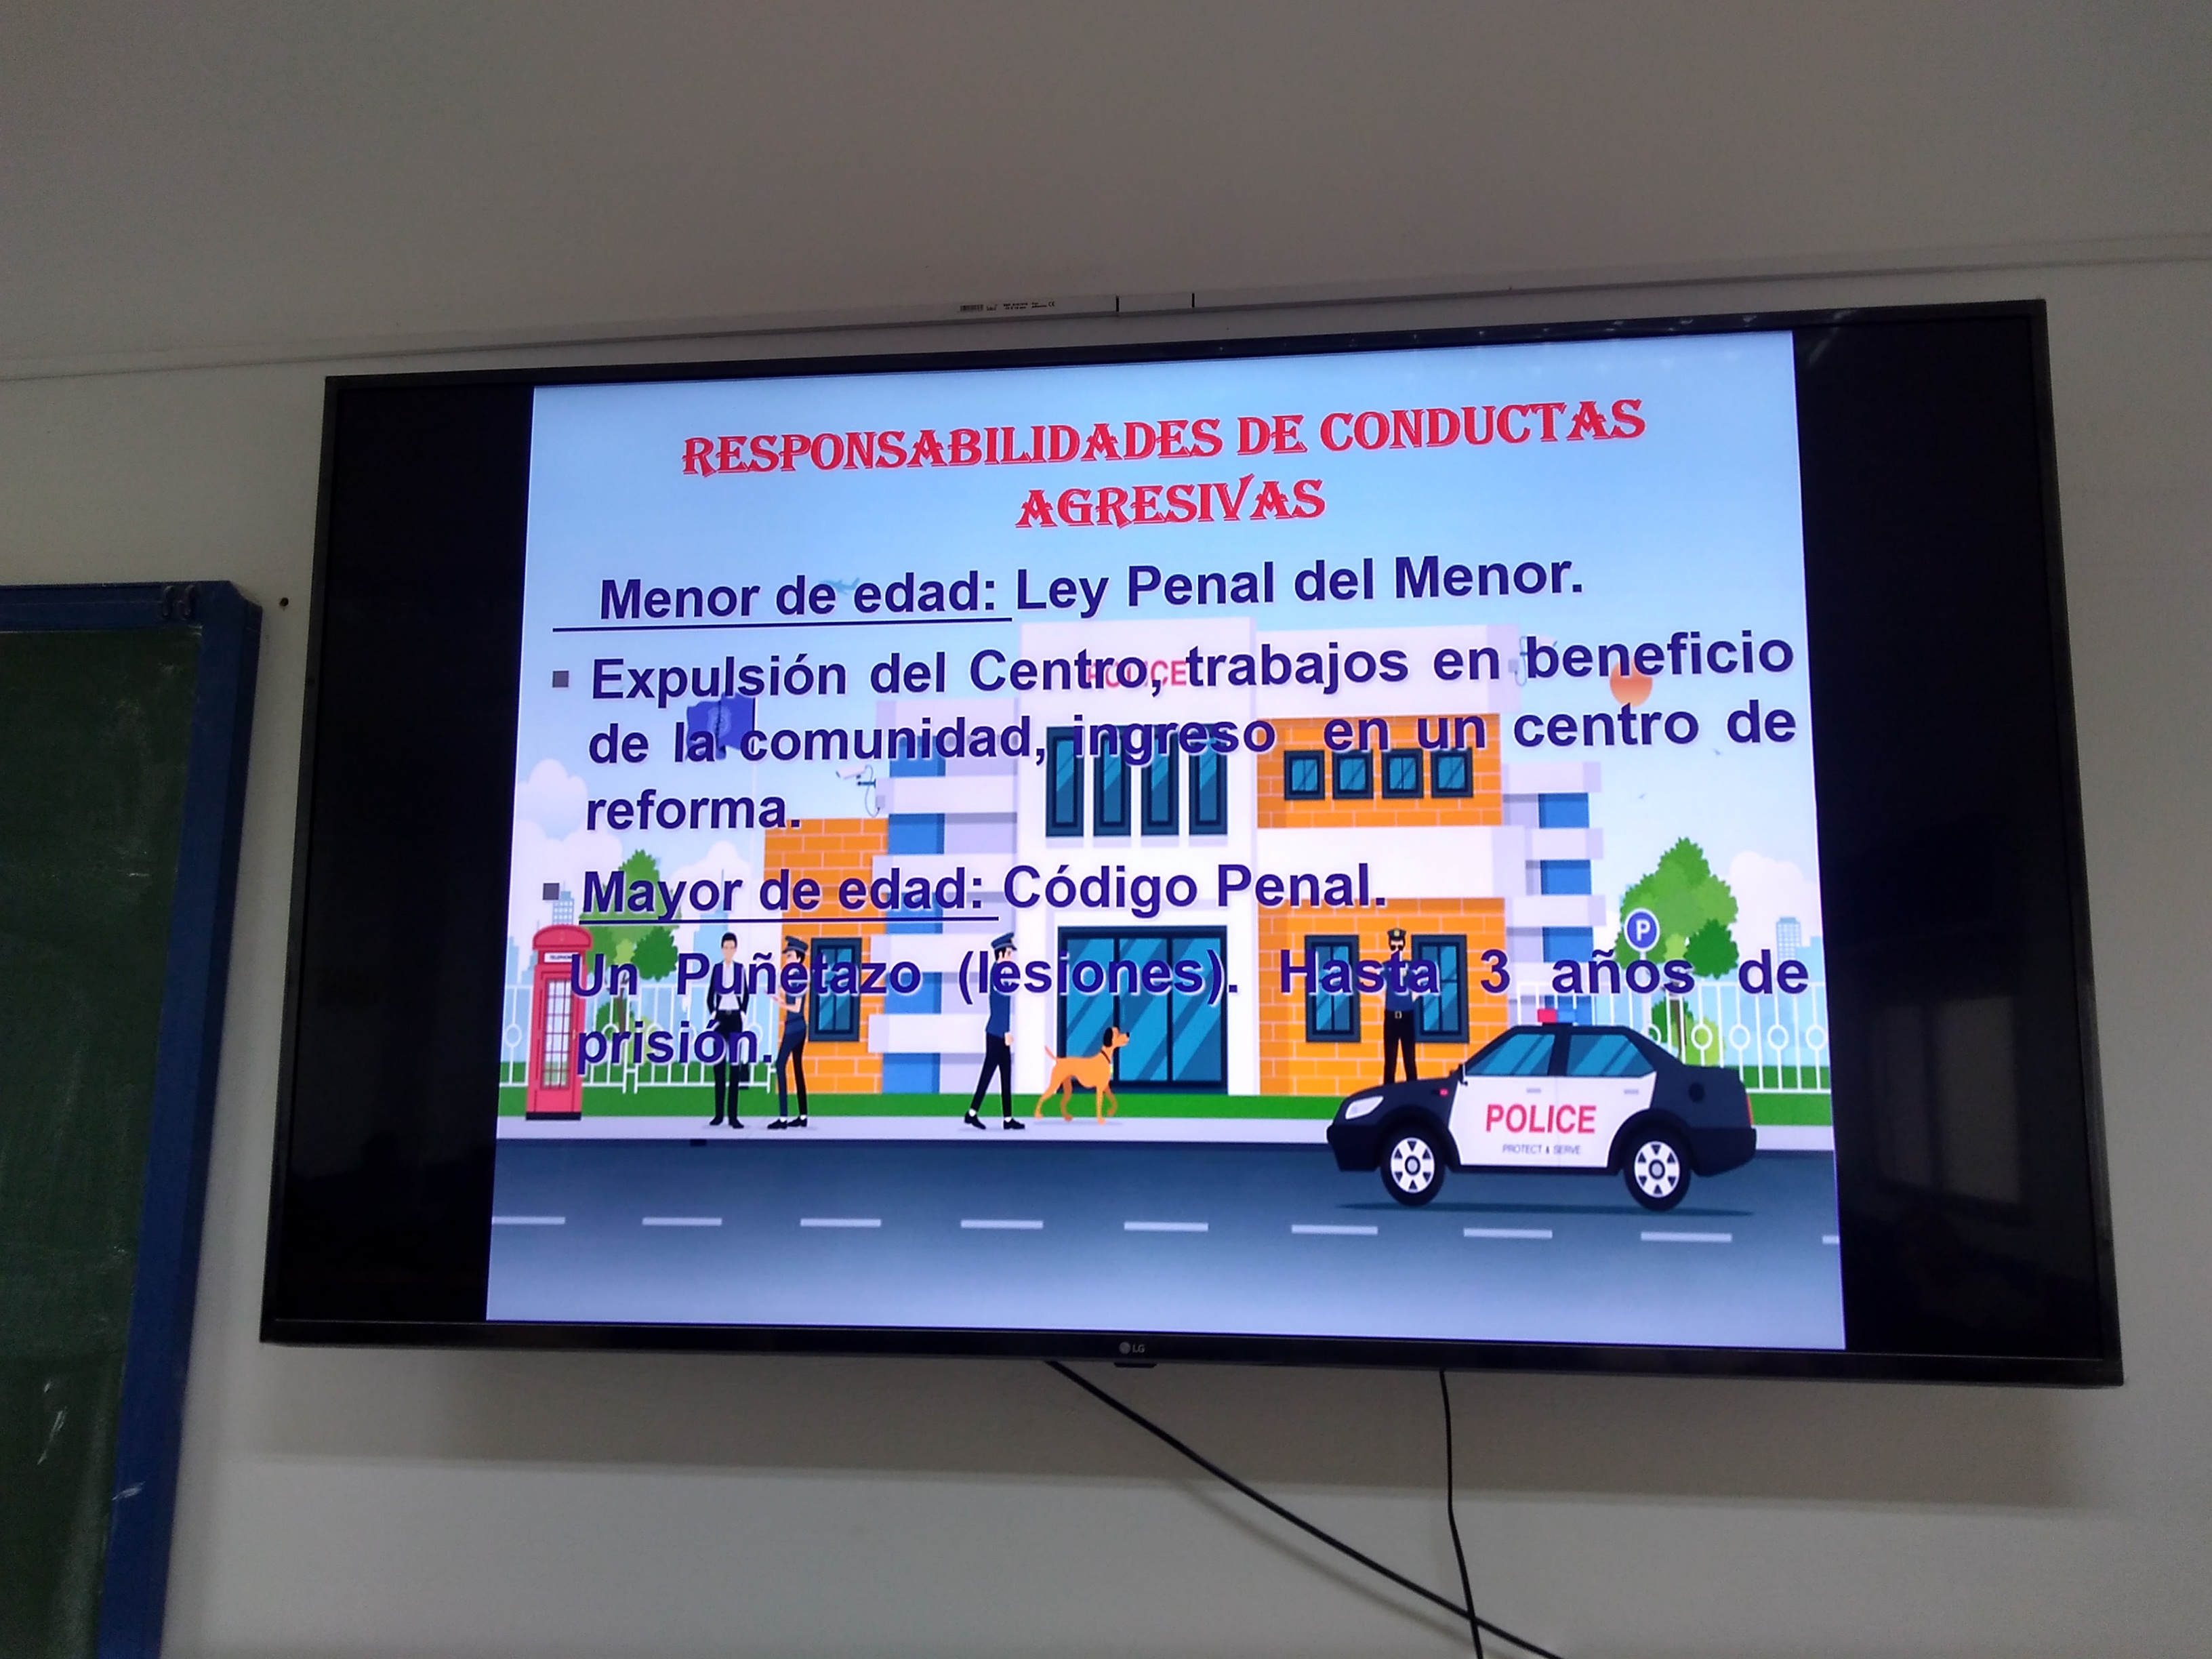 RESPONSABILIDADES DE CONDUCTAS
AGRESIVAS
Menor de edad: Ley Penal del Menor.
▪ Expulsión del Centro, trabajos en beneficio
de la comunidad, ingreso en un centro de
reforma.
▪ Mayor de edad: Código Penal.
Un Puñetazo (lesiones). Hasta 3 años de
prisión.
P
POLICE
PROTECT & SERVE
LG